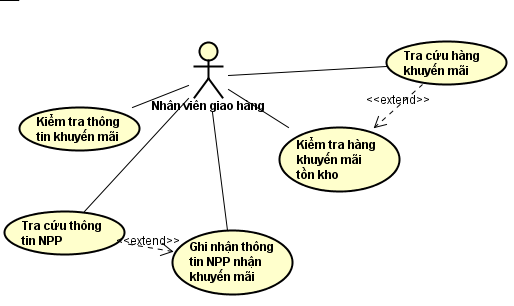 Tra cứu hàng
khuyến mãi
<<extend>>
Nhân viên giao hàng
Kiểm tra thông
tin khuyến mãi
Kiểm tra hàng
khuyến mãi
tồn kho
Tra cứu thông
tin NPP
<<extend>>
Ghi nhận thông
tin NPP nhận
khuyến mãi